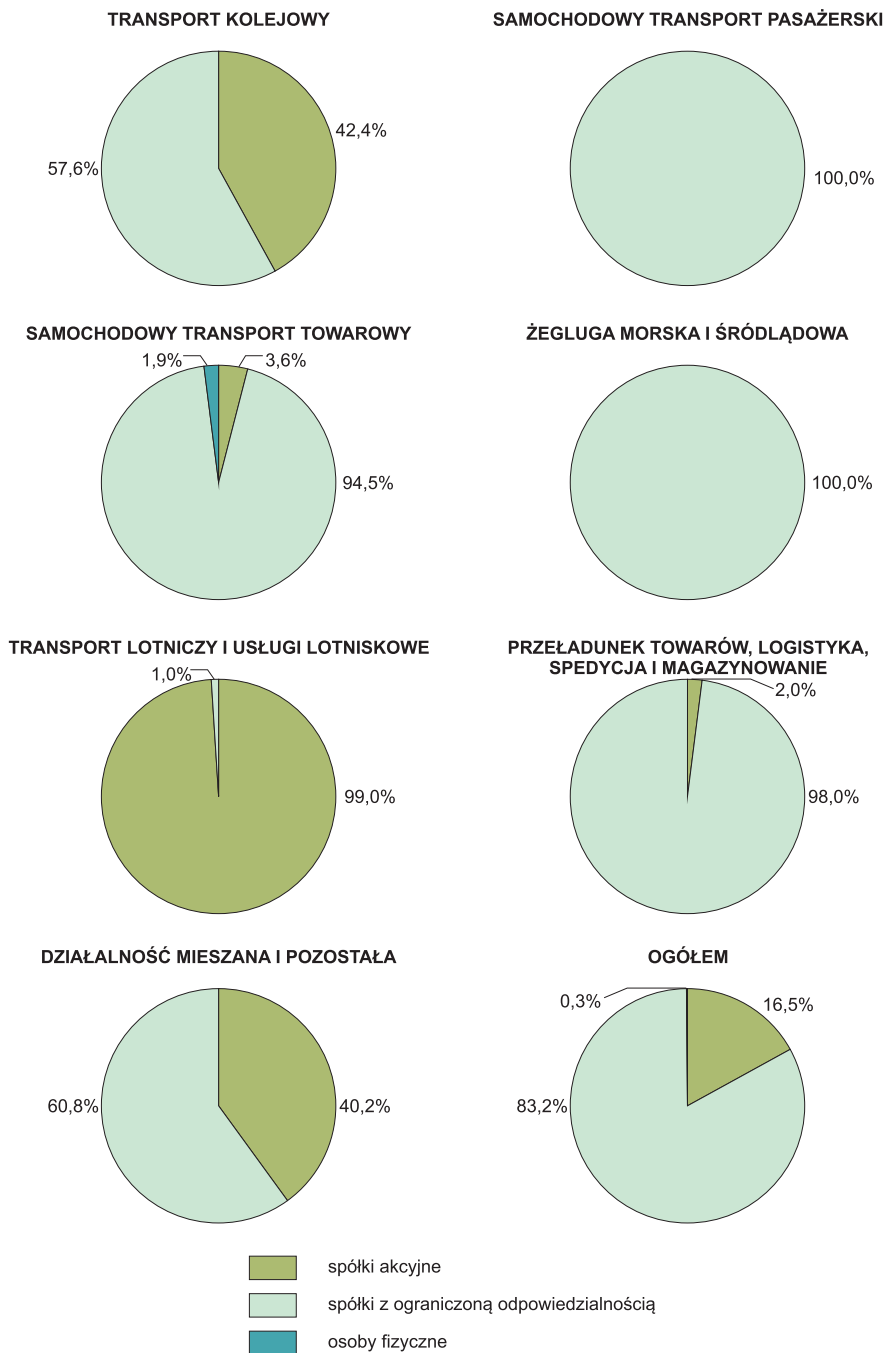 TRANSPORT KOLEJOWY
42,4%
57,6%
SAMOCHODOWY TRANSPORT PASAŻERSKI
100,0%
SAMOCHODOWY TRANSPORT TOWAROWY
1,9%
3,6%
94,5%
ŻEGLUGA MORSKA I ŚRÓDLĄDOWA
100,0%
TRANSPORT LOTNICZY I USŁUGI LOTNISKOWE
1,0%
99,0%
PRZEŁADUNEK TOWARÓW, LOGISTYKA,
SPEDYCJA I MAGAZYNOWANIE
2,0%
98,0%
DZIAŁALNOŚĆ MIESZANA I POZOSTAŁA
60,8%
40,2%
OGÓŁEM
0,3%
16,5%
83,2%
spółki akcyjne
spółki z ograniczoną odpowiedzialnością
osoby fizyczne